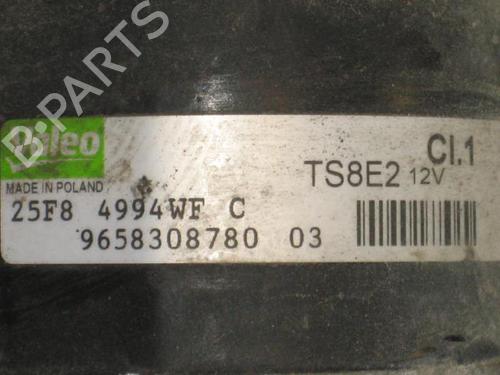 B-PARTS
Valeo
MADE IN POLAND
TS8E2 12V Cl.1
25F8 4994WF C
9658308780 03